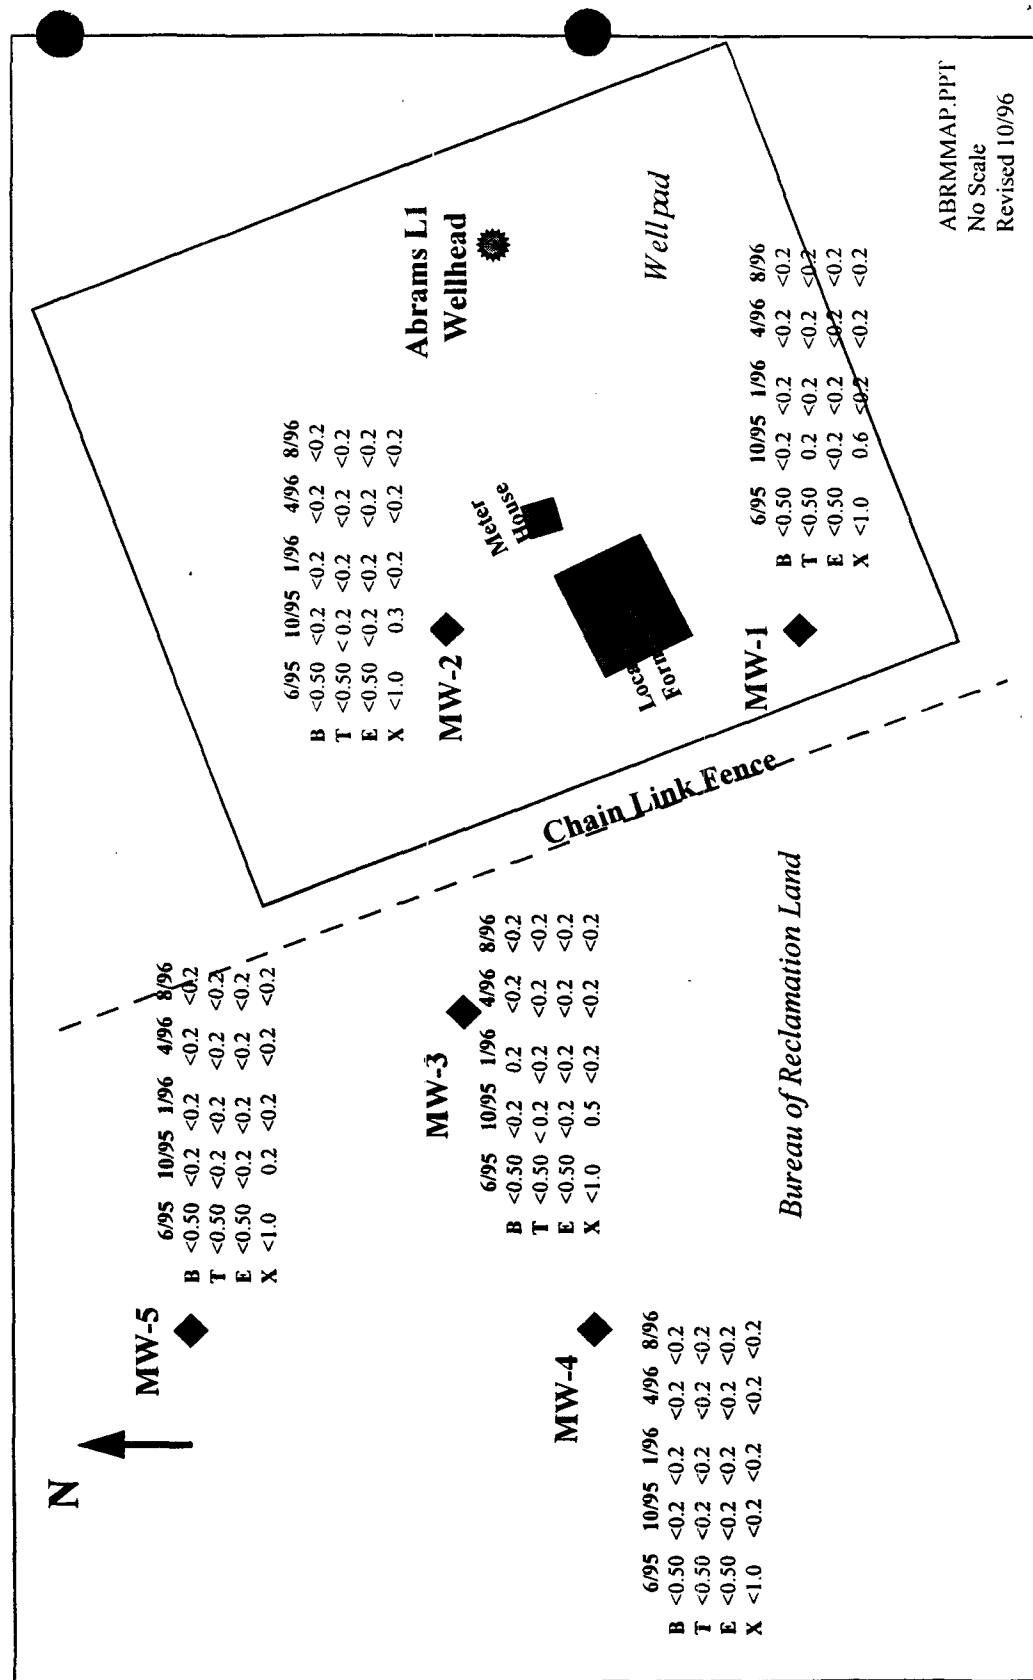 N
MW-5
6/95 10/95 1/96 4/96 8/96
B <0.50 <0.2 <0.2 <0.2 <0.2
T <0.50 <0.2 <0.2 <0.2 <0.2
E <0.50 <0.2 <0.2 <0.2 <0.2
X <1.0 0.2 <0.2 <0.2 <0.2
6/95 10/95 1/96 4/96 8/96
B <0.50 <0.2 <0.2 <0.2 <0.2
T <0.50 <0.2 <0.2 <0.2 <0.2
E <0.50 <0.2 <0.2 <0.2 <0.2
X <1.0 0.3 <0.2 <0.2 <0.2
MW-2
Abrams L1
Wellhead
MW-3
6/95 10/95 1/96 4/96 8/96
B <0.50 <0.2 0.2 <0.2 <0.2
T <0.50 <0.2 <0.2 <0.2 <0.2
E <0.50 <0.2 <0.2 <0.2 <0.2
X <1.0 0.5 <0.2 <0.2 <0.2
Meter
House
Chain Link Fence
MW-4
6/95 10/95 1/96 4/96 8/96
B <0.50 <0.2 <0.2 <0.2 <0.2
T <0.50 <0.2 <0.2 <0.2 <0.2
E <0.50 <0.2 <0.2 <0.2 <0.2
X <1.0 <0.2 <0.2 <0.2 <0.2
Wellpad
MW-1
6/95 10/95 1/96 4/96 8/96
B <0.50 <0.2 <0.2 <0.2 <0.2
T <0.50 0.2 <0.2 <0.2 <0.2
E <0.50 <0.2 <0.2 <0.2 <0.2
X <1.0 0.6 <0.2 <0.2 <0.2
Bureau of Reclamation Land
ABRMMAP.PPT
No Scale
Revised 10/96